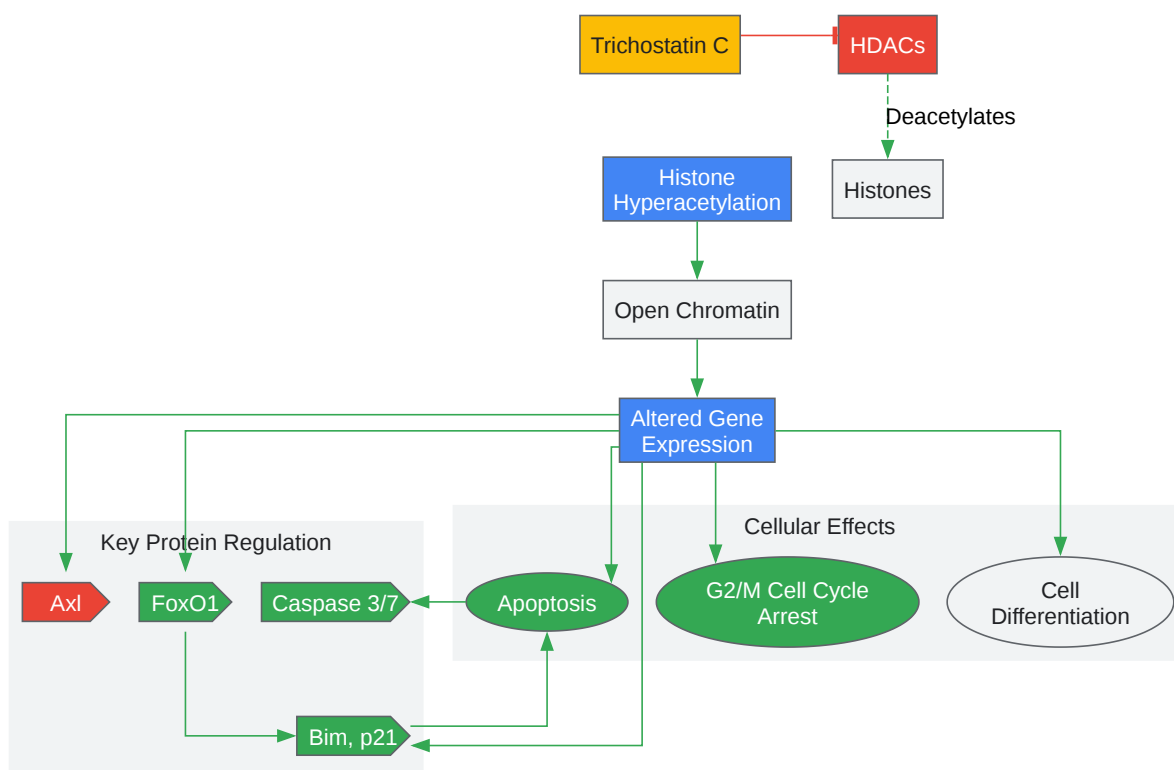 Trichostatin C
HDACs
Deacetylates
Histone
Hyperacetylation
Histones
Open Chromatin
Altered Gene
Expression
Key Protein Regulation
Cellular Effects
Axl
FoxO1
Caspase 3/7
Apoptosis
G2/M Cell Cycle
Arrest
Cell
Differentiation
Bim, p21